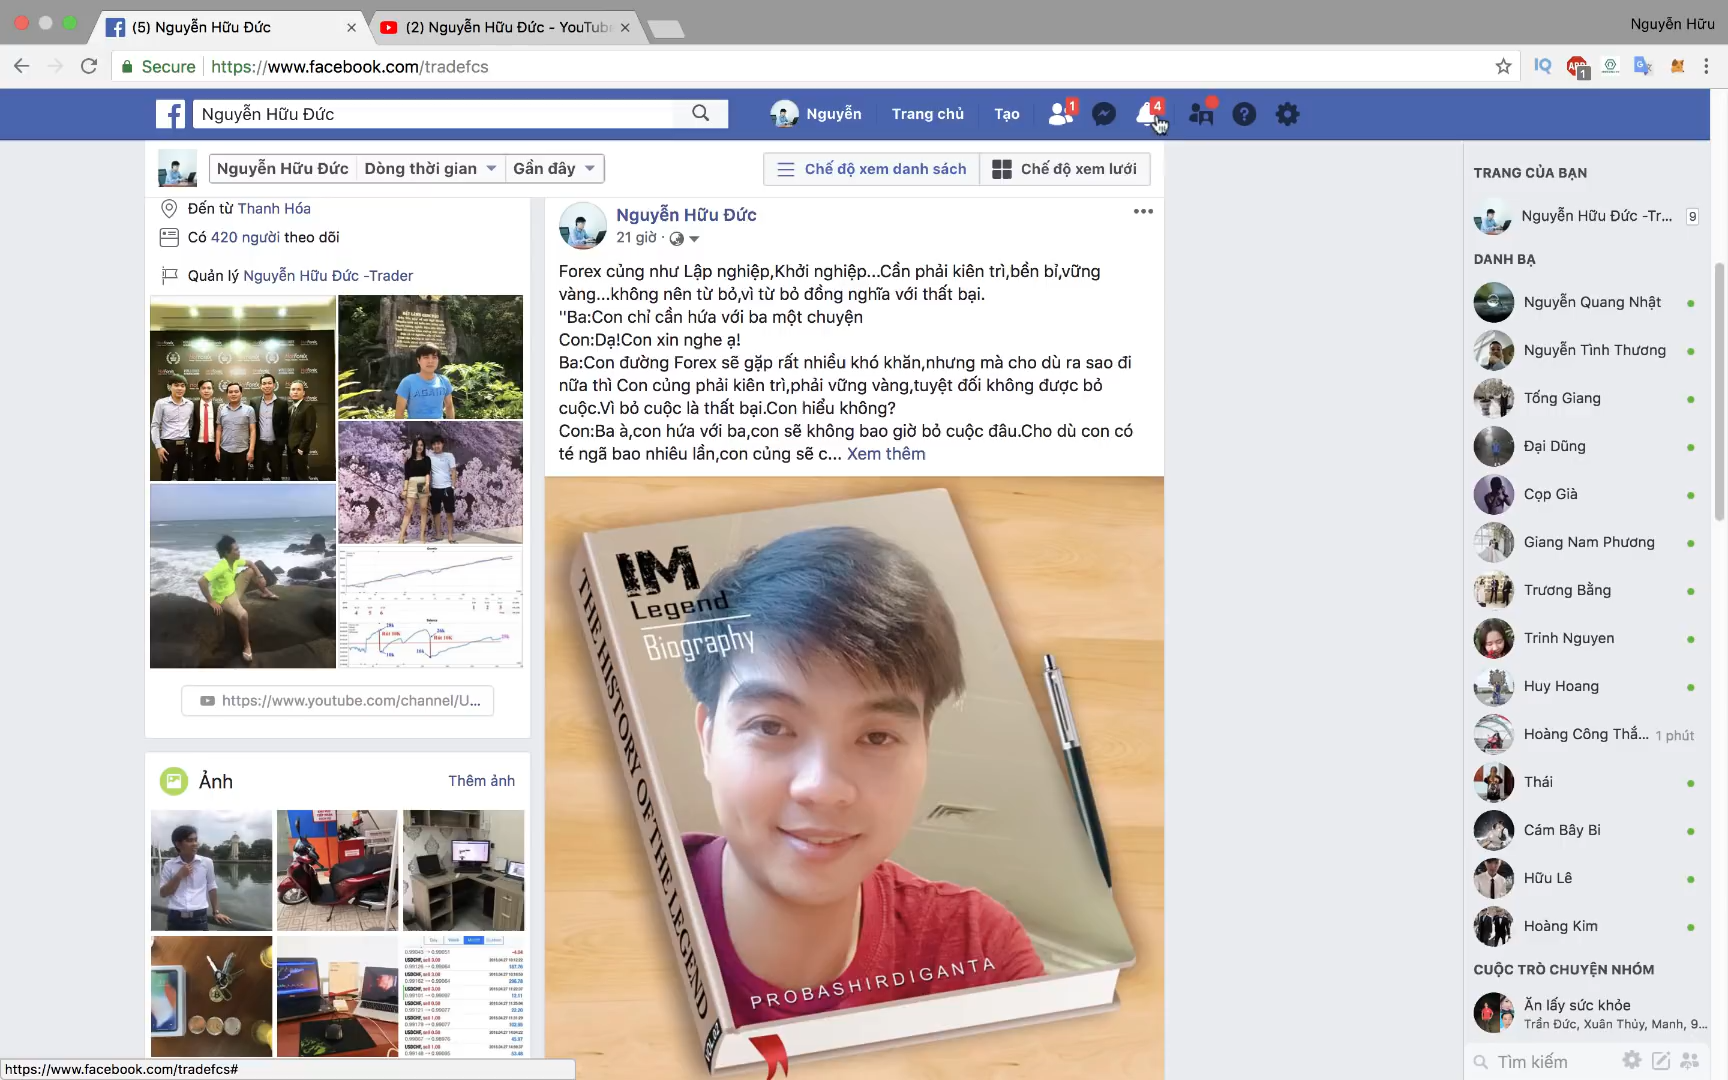 (5) Nguyễn Hữu Đức
(2) Nguyễn Hữu Đức - YouTub
Nguyễn Hữu
Secure
https://www.facebook.com/tradefcs
1
Nguyễn Hữu Đức
Nguyễn
Trang chủ
Tạo
1
4
Nguyễn Hữu Đức
Dòng thời gian
Gần đây
Chế độ xem danh sách
Chế độ xem lưới
Đến từ Thanh Hóa
Có 420 người theo dõi
Quản lý Nguyễn Hữu Đức -Trader
https://www.youtube.com/channel/U...
Ảnh
Thêm ảnh
Nguyễn Hữu Đức
21 giờ ·
Forex củng như Lập nghiệp,Khởi nghiệp...Cần phải kiên trì,bền bỉ,vững
vàng...không nên từ bỏ,vì từ bỏ đồng nghĩa với thất bại.
''Ba:Con chỉ cần hứa với ba một chuyện
Con:Dạ!Con xin nghe ạ!
Ba:Con đường Forex sẽ gặp rất nhiều khó khăn,nhưng mà cho dù ra sao đi
nữa thì Con củng phải kiên trì,phải vững vàng,tuyệt đối không được bỏ
cuộc.Vì bỏ cuộc là thất bại.Con hiểu không?
Con:Ba à,con hứa với ba,con sẽ không bao giờ bỏ cuộc đâu.Cho dù con có
té ngã bao nhiêu lần,con củng sẽ c... Xem thêm
IM
Legend
Biography
THE HISTORY OF THE LEGEND
VOL.02
PROBASHIRDIGANTA
TRANG CỦA BẠN
Nguyễn Hữu Đức -Tr...
9
DANH BẠ
Nguyễn Quang Nhật
Nguyễn Tình Thương
Tống Giang
Đại Dũng
Cọp Già
Giang Nam Phương
Trương Bằng
Trinh Nguyen
Huy Hoang
Hoàng Công Thắ...
1 phút
Thái
Cám Bây Bi
Hữu Lê
Hoàng Kim
CUỘC TRÒ CHUYỆN NHÓM
Ăn lấy sức khỏe
Trần Đức, Xuân Thủy, Manh, 9...
Tìm kiếm
https://www.facebook.com/tradefcs#